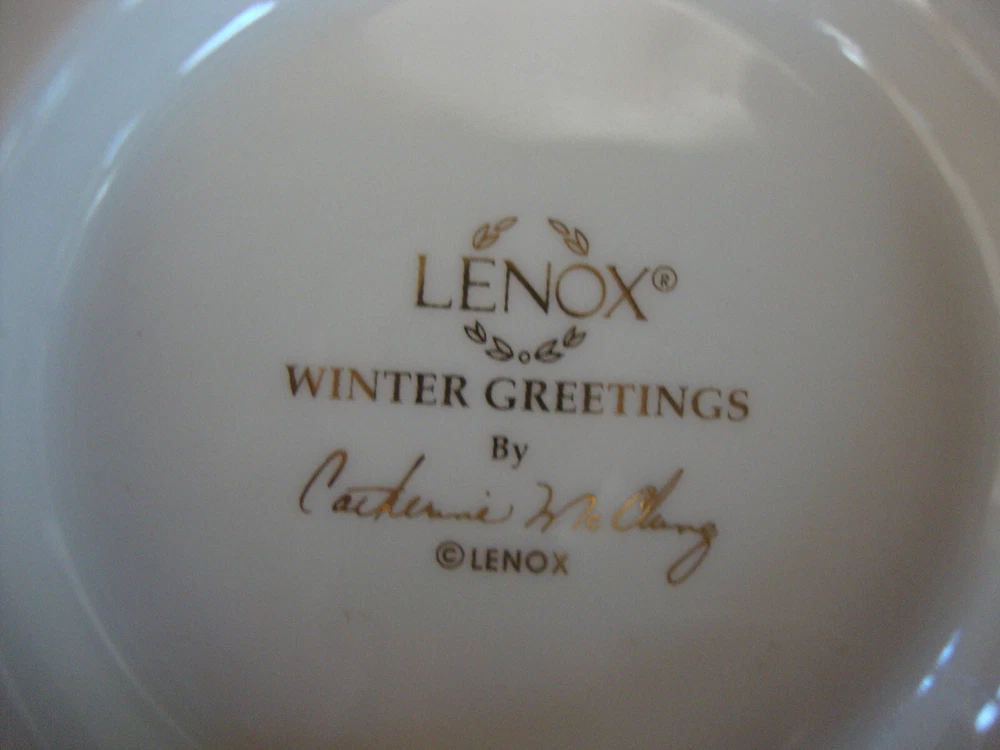 LENOX®
WINTER GREETINGS
By
Catherine McClung
©LENOX